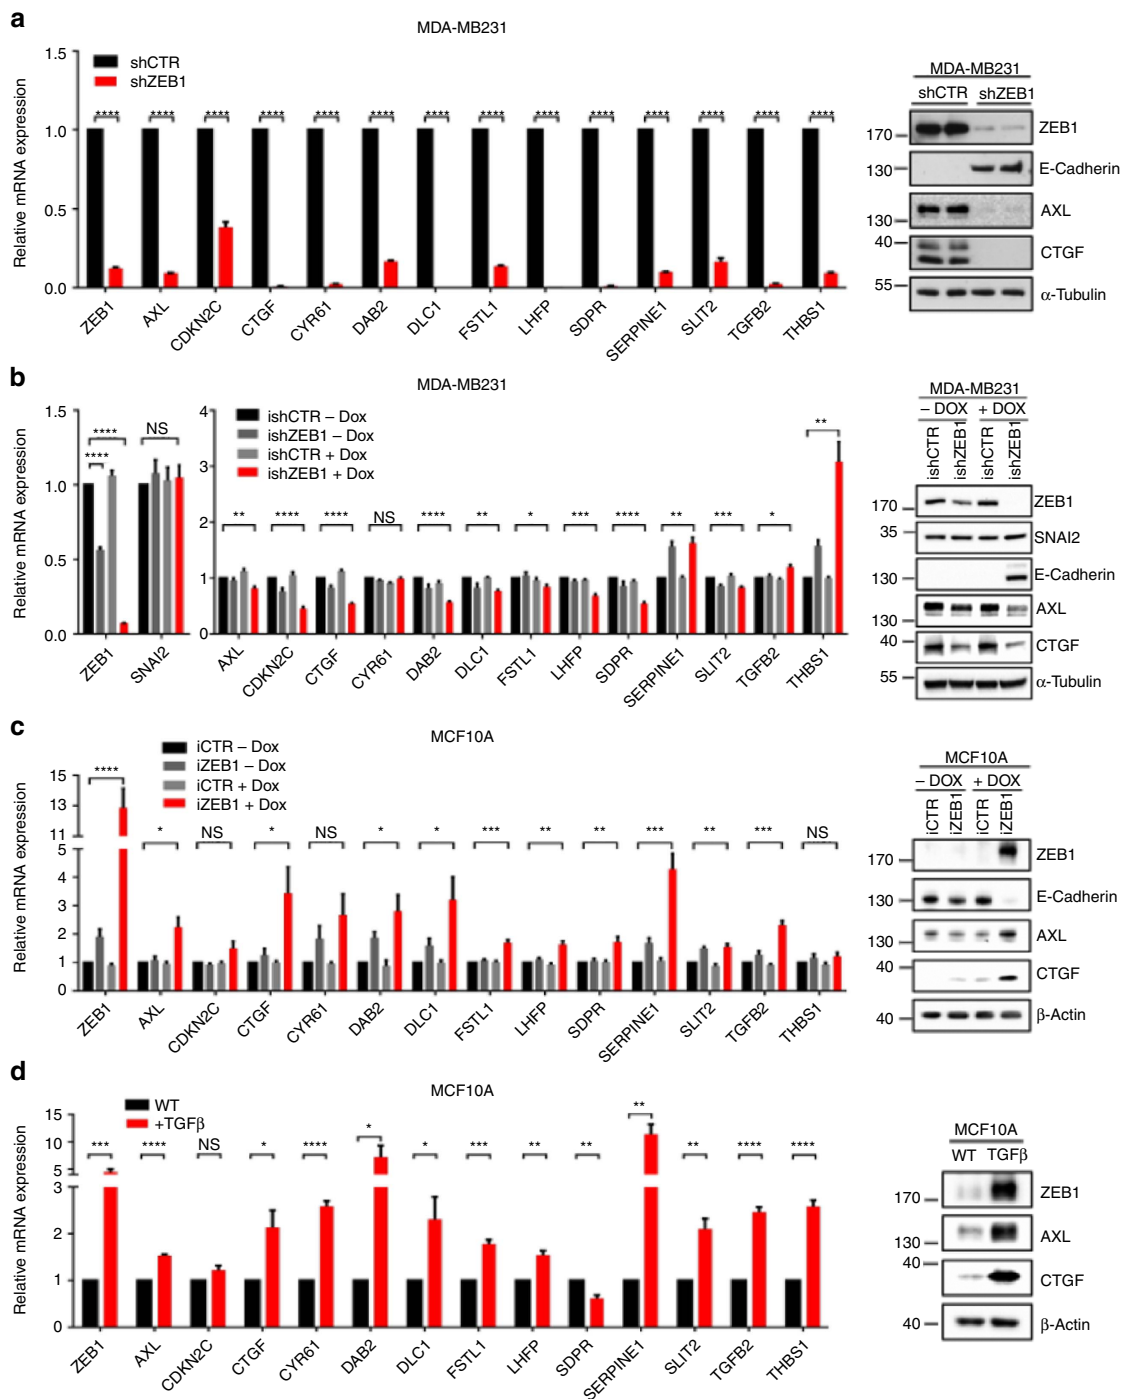 a
MDA-MB231
Relative mRNA expression
1.5
1.0
0.5
0.0
shCTR
shZEB1
**** **** **** **** **** **** **** **** **** **** **** **** **** ****
ZEB1 AXL CDKN2C CTGF CYR61 DAB2 DLC1 FSTL1 LHFP SDPR SERPINE1 SLIT2 TGFB2 THBS1
MDA-MB231
shCTR shZEB1
170 ZEB1
130 E-Cadherin
130 AXL
40 CTGF
55 α-Tubulin
b
MDA-MB231
Relative mRNA expression
1.5
1.0
0.5
0.0
**** **** NS
ZEB1 SNAI2
4
3
2
1
0
ishCTR – Dox
ishZEB1 – Dox
ishCTR + Dox
ishZEB1 + Dox
** **** **** NS **** ** * *** **** ** *** * **
AXL CDKN2C CTGF CYR61 DAB2 DLC1 FSTL1 LHFP SDPR SERPINE1 SLIT2 TGFB2 THBS1
MDA-MB231
– DOX + DOX
ishCTR ishZEB1 ishCTR ishZEB1
170 ZEB1
35 SNAI2
130 E-Cadherin
130 AXL
40 CTGF
55 α-Tubulin
c
MCF10A
Relative mRNA expression
15
13
11
5
4
3
2
1
0
iCTR – Dox
iZEB1 – Dox
iCTR + Dox
iZEB1 + Dox
**** * NS * NS * * *** ** ** *** ** *** NS
ZEB1 AXL CDKN2C CTGF CYR61 DAB2 DLC1 FSTL1 LHFP SDPR SERPINE1 SLIT2 TGFB2 THBS1
MCF10A
– DOX + DOX
iCTR iZEB1 iCTR iZEB1
170 ZEB1
130 E-Cadherin
130 AXL
40 CTGF
40 β-Actin
d
MCF10A
Relative mRNA expression
15
10
5
3
2
1
0
WT
+TGFβ
*** **** NS * **** * * *** ** ** ** ** **** ****
ZEB1 AXL CDKN2C CTGF CYR61 DAB2 DLC1 FSTL1 LHFP SDPR SERPINE1 SLIT2 TGFB2 THBS1
MCF10A
WT TGFβ
170 ZEB1
130 AXL
40 CTGF
40 β-Actin